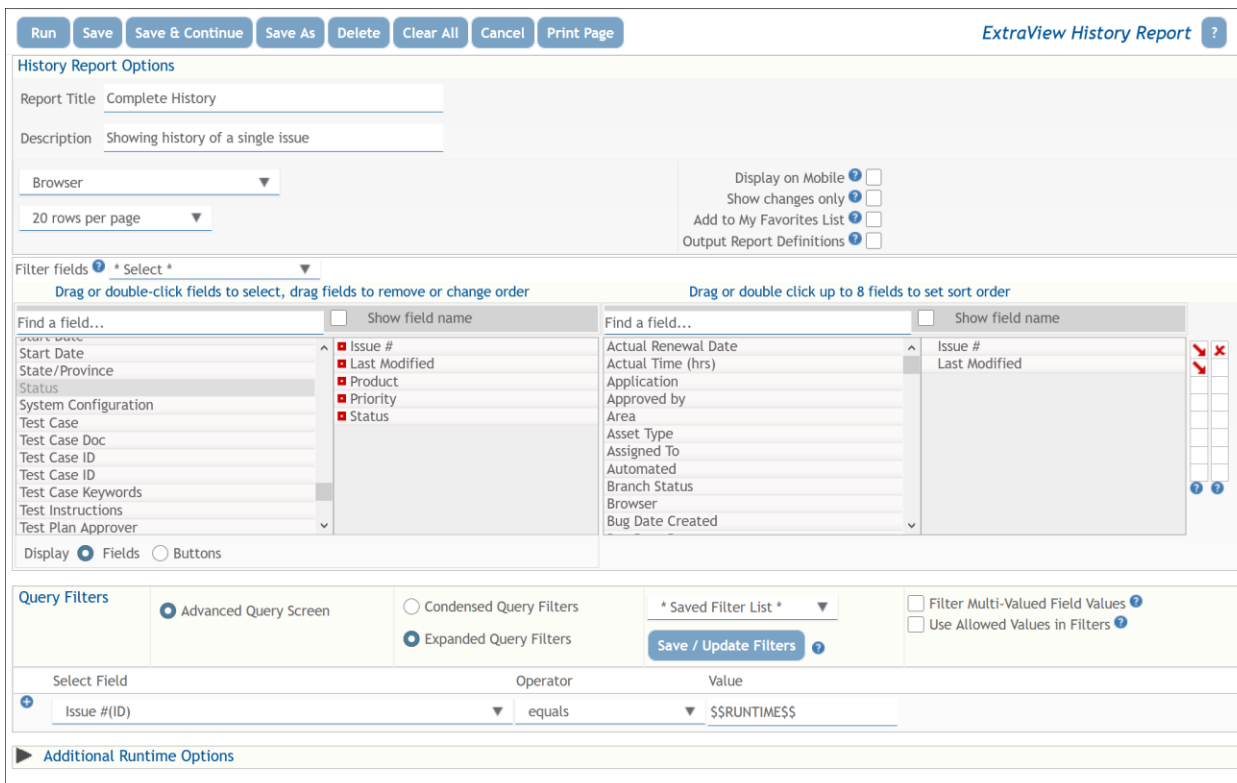 Run Save Save & Continue Save As Delete Clear All Cancel Print Page ExtraView History Report ?
History Report Options
Report Title Complete History
Description Showing history of a single issue
Browser
20 rows per page
Display on Mobile ?
Show changes only ?
Add to My Favorites List ?
Output Report Definitions ?
Filter fields ? * Select *
Drag or double-click fields to select, drag fields to remove or change order
Find a field...
Show field name
Start Date
Start Date
State/Province
Status
System Configuration
Test Case
Test Case Doc
Test Case ID
Test Case ID
Test Case Keywords
Test Instructions
Test Plan Approver
Issue #
Last Modified
Product
Priority
Status
Display Fields Buttons
Drag or double click up to 8 fields to set sort order
Find a field...
Show field name
Actual Renewal Date
Actual Time (hrs)
Application
Approved by
Area
Asset Type
Assigned To
Automated
Branch Status
Browser
Bug Date Created
Issue #
Last Modified
? ?
Query Filters
Advanced Query Screen
Condensed Query Filters
Expanded Query Filters
* Saved Filter List *
Save / Update Filters ?
Filter Multi-Valued Field Values ?
Use Allowed Values in Filters ?
Select Field Operator Value
Issue #(ID) equals $$RUNTIME$$
Additional Runtime Options